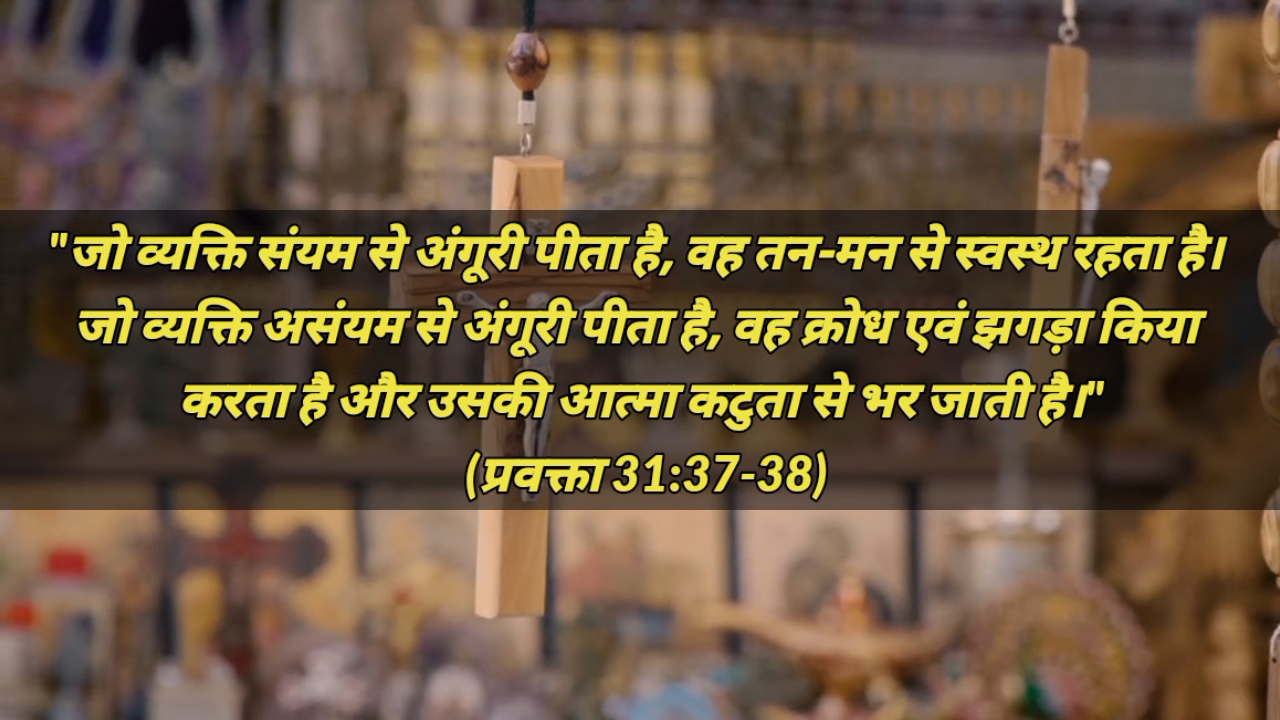 "जो व्यक्ति संयम से अंगूरी पीता है, वह तन-मन से स्वस्थ रहता है।
जो व्यक्ति असंयम से अंगूरी पीता है, वह क्रोध एवं झगड़ा किया
करता है और उसकी आत्मा कटुता से भर जाती है।"
(प्रवक्ता 31:37-38)